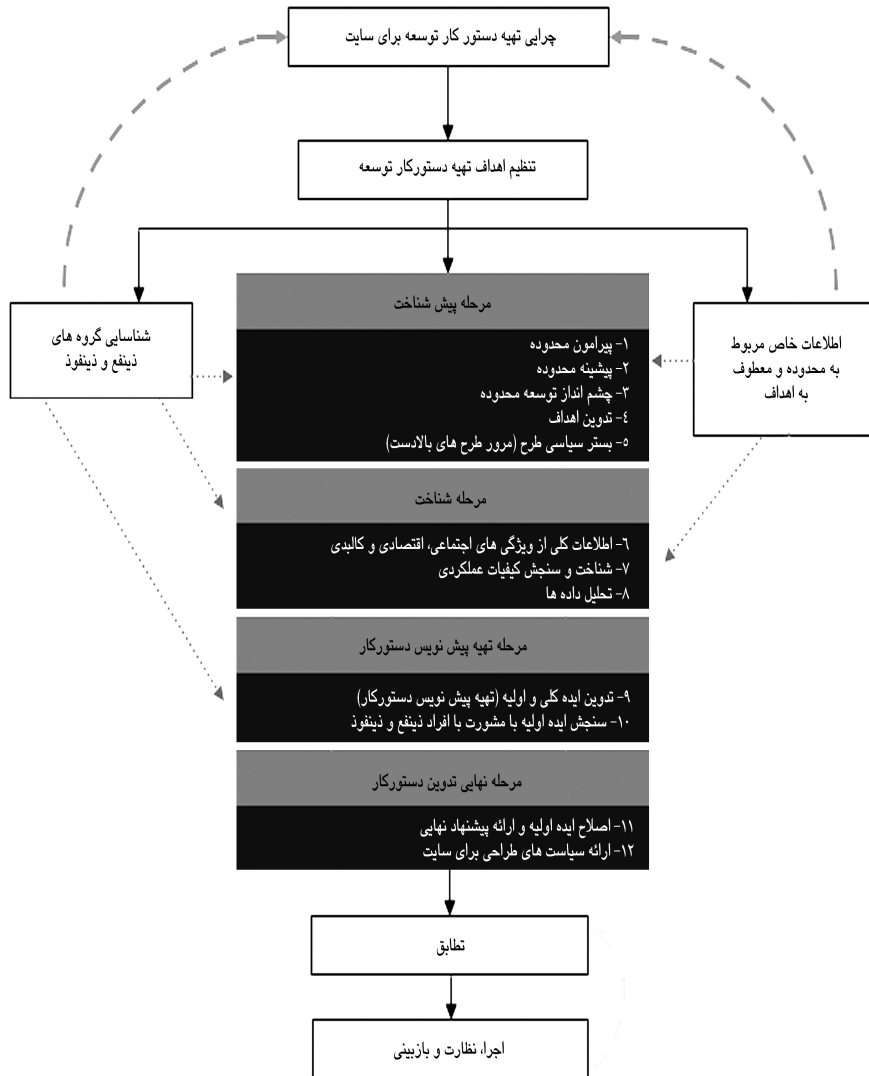 چرایی تهیه دستور کار توسعه برای سایت
تنظیم اهداف تهیه دستورکار توسعه
شناسایی گروه های
ذینفع و ذینفوذ
اطلاعات خاص مربوط
به محدوده و معطوف
به اهداف
مرحله پیش شناخت
۱- پیرامون محدوده
۲- پیشینه محدوده
۳- چشم انداز توسعه محدوده
٤- تدوین اهداف
٥- بستر سیاسی طرح (مرور طرح های بالادست)
مرحله شناخت
٦- اطلاعات کلی از ویژگی های اجتماعی، اقتصادی و کالبدی
۷- شناخت و سنجش کیفیات عملکردی
۸- تحلیل داده ها
مرحله تهیه پیش نویس دستورکار
۹- تدوین ایده کلی و اولیه (تهیه پیش نویس دستورکار)
۱۰- سنجش ایده اولیه با مشورت با افراد ذینفع و ذینفوذ
مرحله نهایی تدوین دستورکار
۱۱- اصلاح ایده اولیه و ارائه پیشنهاد نهایی
۱۲- ارائه سیاست های طراحی برای سایت
تطابق
اجرا، نظارت و بازبینی